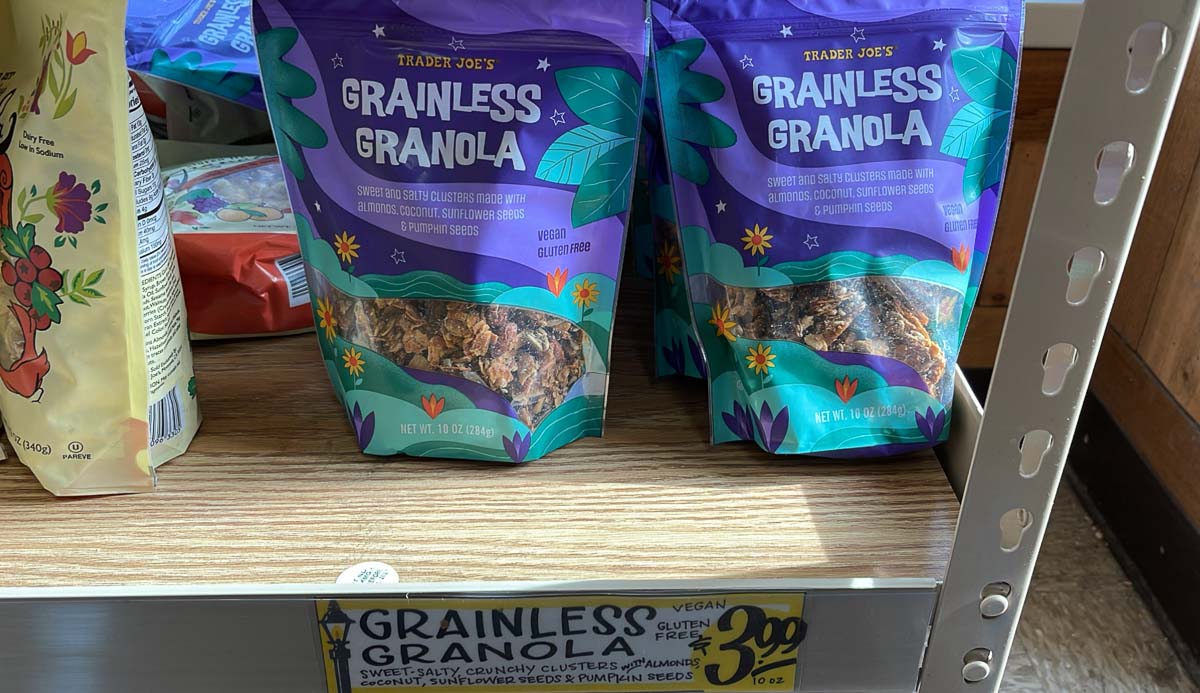 TRADER JOE'S
GRAINLESS
GRANOLA
SWEET AND SALTY CLUSTERS MADE WITH
ALMONDS, COCONUT, SUNFLOWER SEEDS
& PUMPKIN SEEDS
VEGAN
GLUTEN FREE
NET WT. 10 OZ (284g)
TRADER JOE'S
GRAINLESS
GRANOLA
SWEET AND SALTY CLUSTERS MADE WITH
ALMONDS, COCONUT, SUNFLOWER SEEDS
& PUMPKIN SEEDS
VEGAN
GLUTEN FREE
NET WT. 10 OZ (284g)
Dairy Free
Low in Sodium
OZ (340g)
U
PAREVE
GRAINLESS
GRANOLA
VEGAN
GLUTEN
FREE
$3.99
10 OZ
SWEET-SALTY, CRUNCHY CLUSTERS WITH ALMONDS,
COCONUT, SUNFLOWER SEEDS & PUMPKIN SEEDS